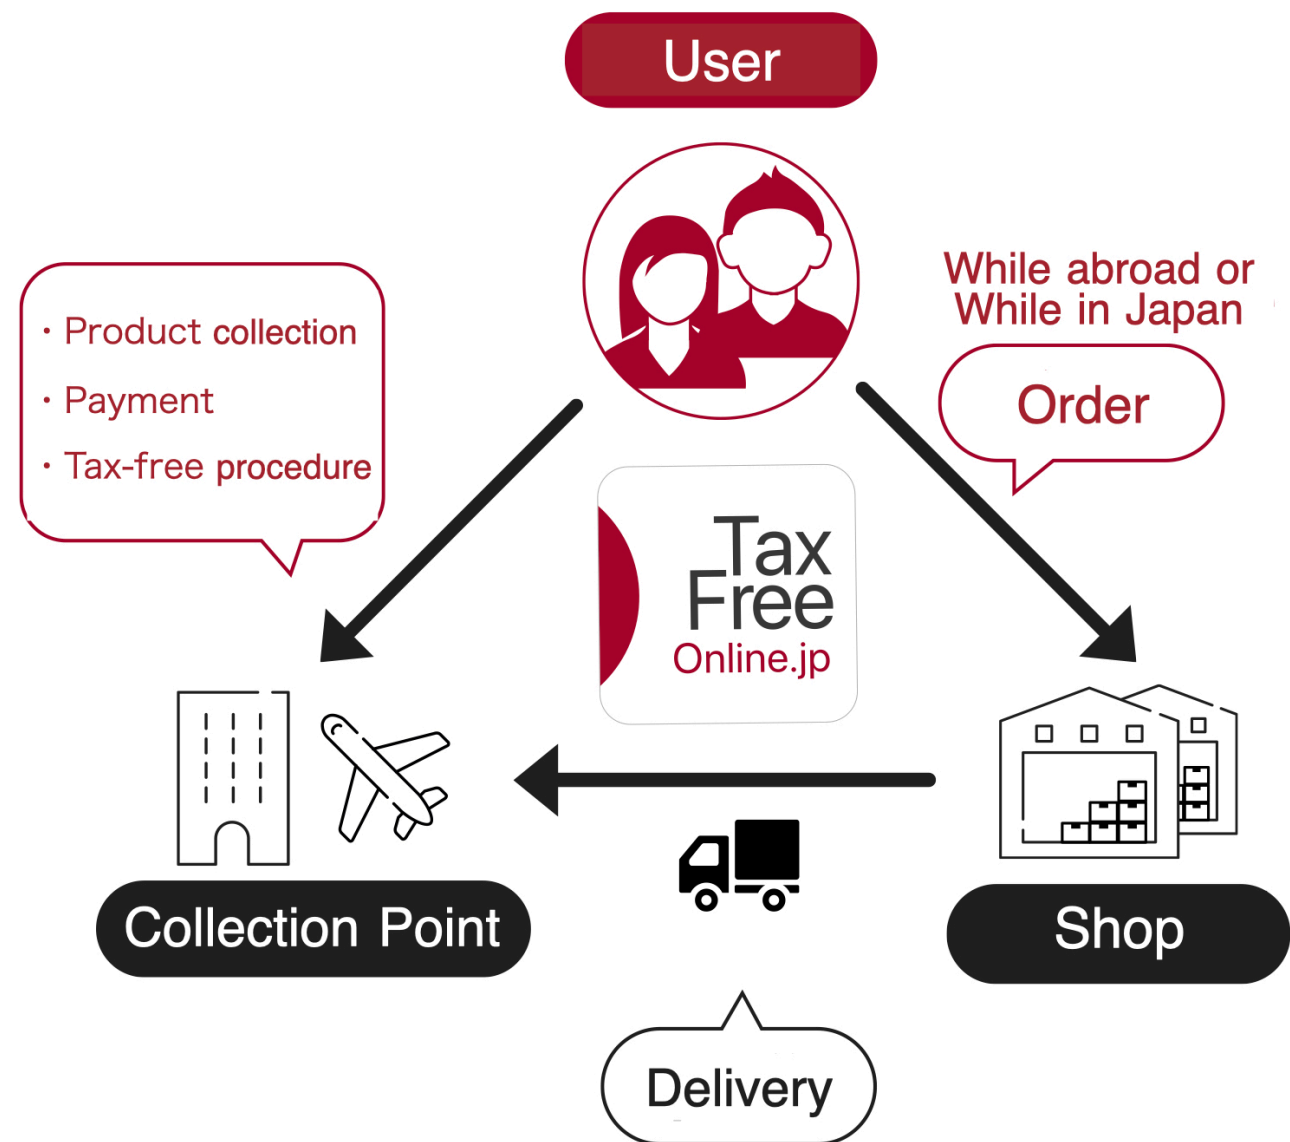 User
While abroad or
While in Japan
Order
・Product collection
・Payment
・Tax-free procedure
Tax
Free
Online.jp
Collection Point
Shop
Delivery